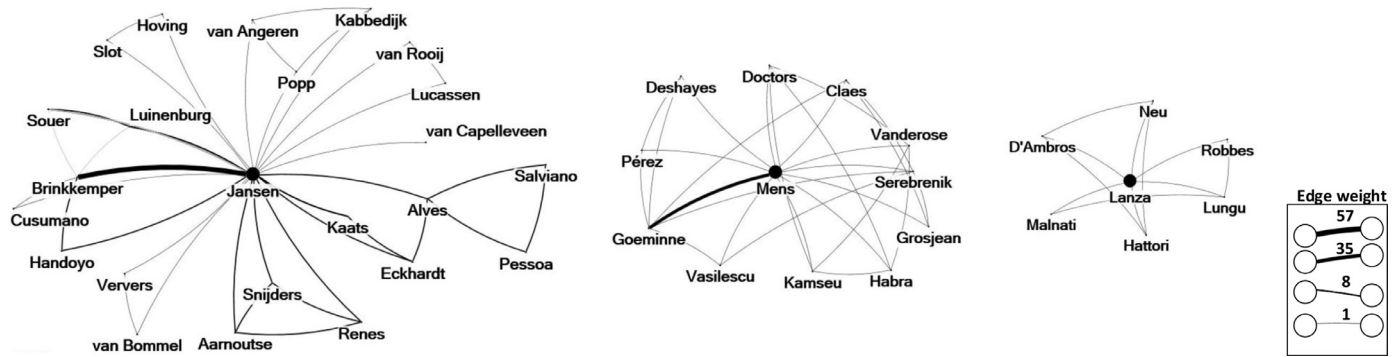 Hoving
Slot
van Angeren
Kabbedijk
van Rooij
Popp
Lucassen
Souer
Luinenburg
van Capelleveen
Brinkkemper
Jansen
Salviano
Cusumano
Alves
Kaats
Handoyo
Eckhardt
Pessoa
Ververs
Snijders
van Bommel
Aarnoutse
Renes
Deshayes
Doctors
Claes
Vanderose
Pérez
Mens
Serebrenik
Goeminne
Grosjean
Vasilescu
Kamseu
Habra
Neu
D'Ambros
Robbes
Lanza
Malnati
Lungu
Hattori
Edge weight
57
35
8
1